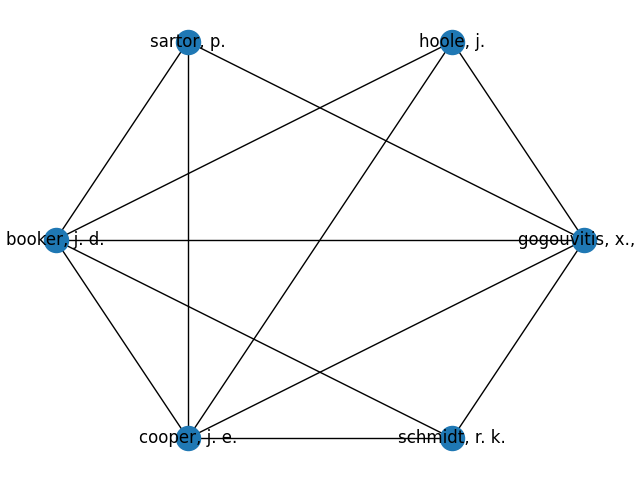 sartor, p.
hoole, j.
booker, j. d.
gogouvitis, x.,
cooper, j. e.
schmidt, r. k.